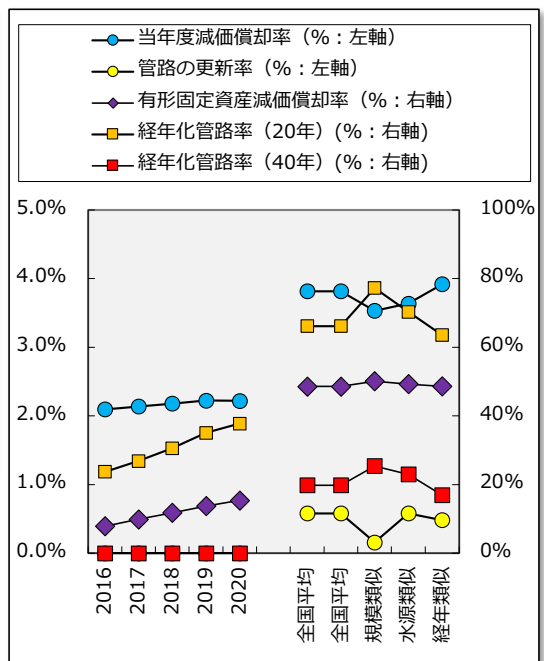 当年度減価償却率（%：左軸）
管路の更新率（%：左軸）
有形固定資産減価償却率（%：右軸）
経年化管路率（20年）(%：右軸)
経年化管路率（40年）(%：右軸)
5.0%
4.0%
3.0%
2.0%
1.0%
0.0%
100%
80%
60%
40%
20%
0%
2016
2017
2018
2019
2020
全国平均
全国平均
規模類似
水源類似
経年類似